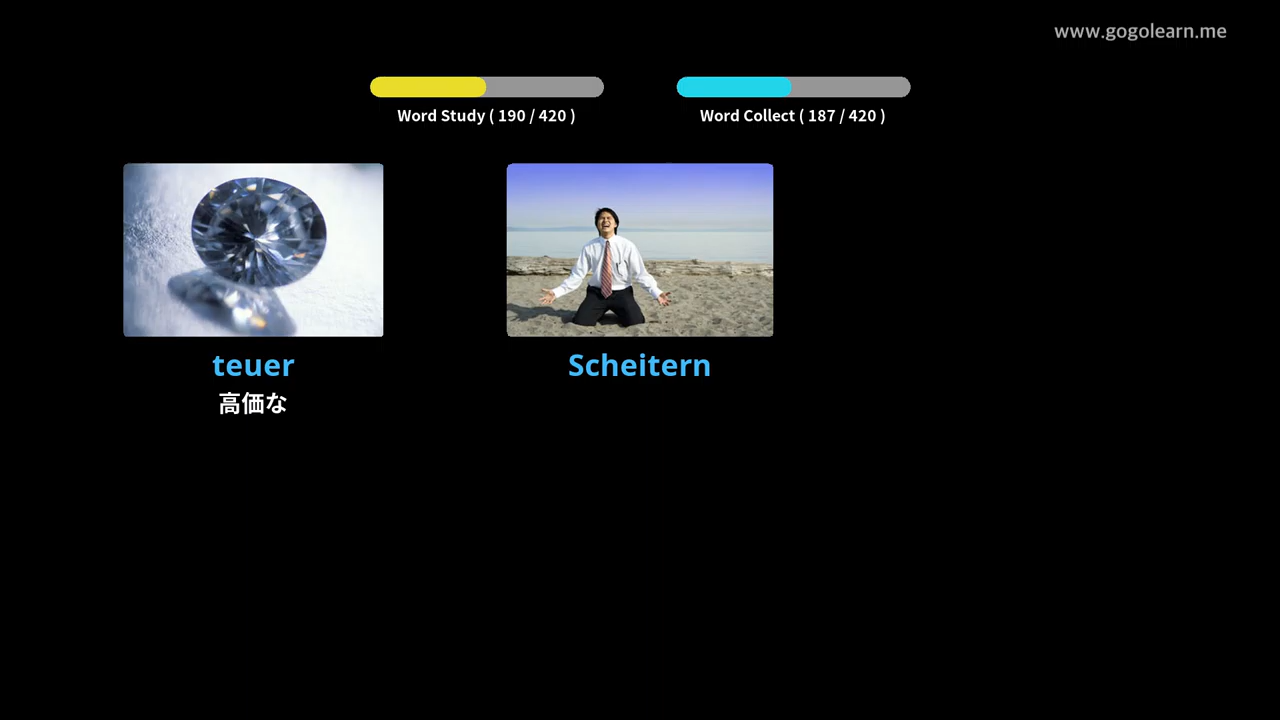 www.gogolearn.me
Word Study ( 190 / 420 )
Word Collect ( 187 / 420 )
teuer
高価な
Scheitern